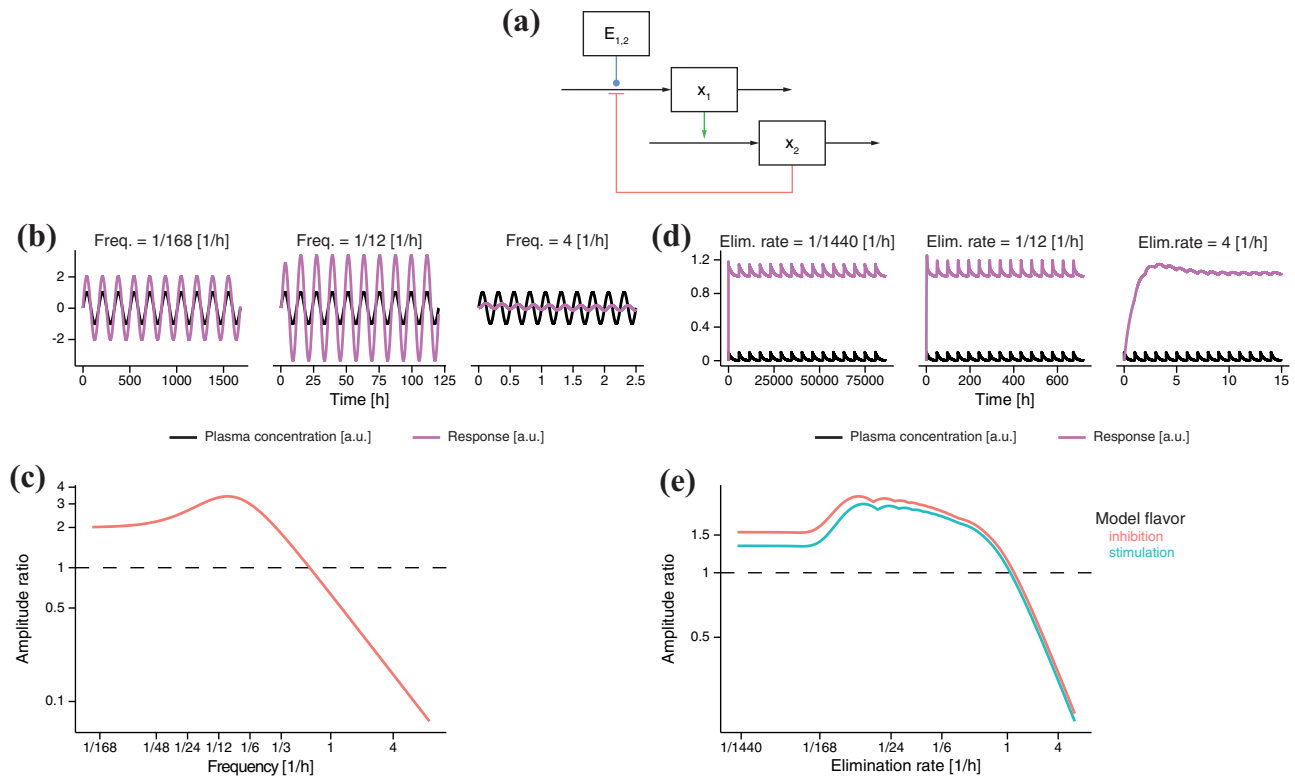 (a)
E1,2
x1
x2
(b)
Freq. = 1/168 [1/h]
Freq. = 1/12 [1/h]
Freq. = 4 [1/h]
2
0
-2
0 500 1000 1500
0 25 50 75 100 125
0 0.5 1 1.5 2 2.5
Time [h]
Plasma concentration [a.u.]
Response [a.u.]
(d)
Elim. rate = 1/1440 [1/h]
Elim. rate = 1/12 [1/h]
Elim.rate = 4 [1/h]
1.2
0.8
0.4
0
0 25000 50000 75000
0 200 400 600
0 5 10 15
Time [h]
Plasma concentration [a.u.]
Response [a.u.]
(c)
Amplitude ratio
4
3
2
1
0.5
0.1
1/168 1/48 1/24 1/12 1/6 1/3 1 4
Frequency [1/h]
(e)
Amplitude ratio
1.5
1
0.5
1/1440 1/168 1/24 1/6 1 4
Elimination rate [1/h]
Model flavor
inhibition
stimulation